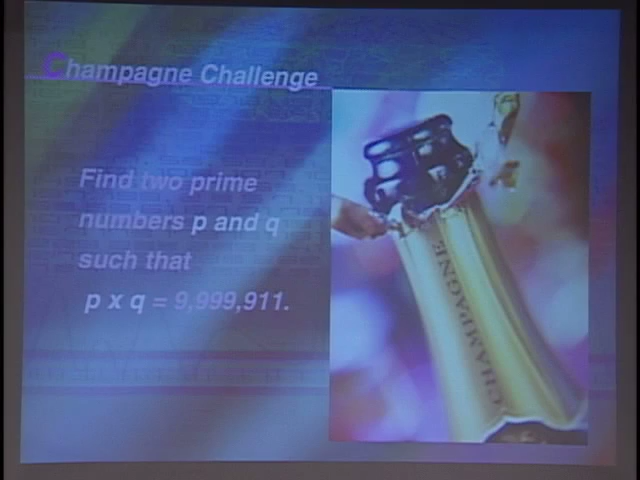 Champagne Challenge
Find two prime
numbers p and q
such that
p x q = 9,999,911.
CHAMPAGNE